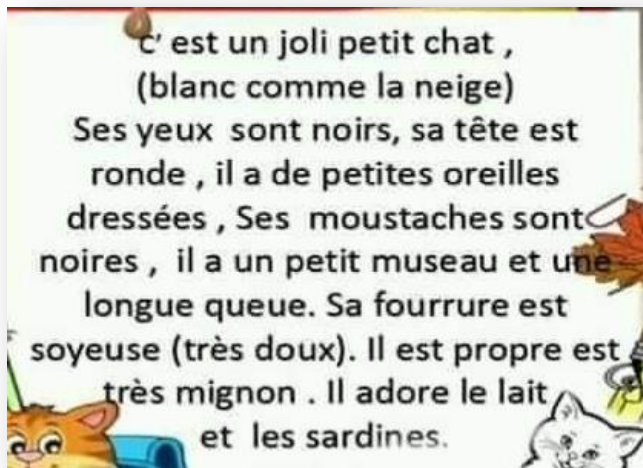 c' est un joli petit chat ,
(blanc comme la neige)
Ses yeux sont noirs, sa tête est
ronde , il a de petites oreilles
dressées , Ses moustaches sont
noires , il a un petit museau et une
longue queue. Sa fourrure est
soyeuse (très doux). Il est propre est
très mignon . Il adore le lait
et les sardines.